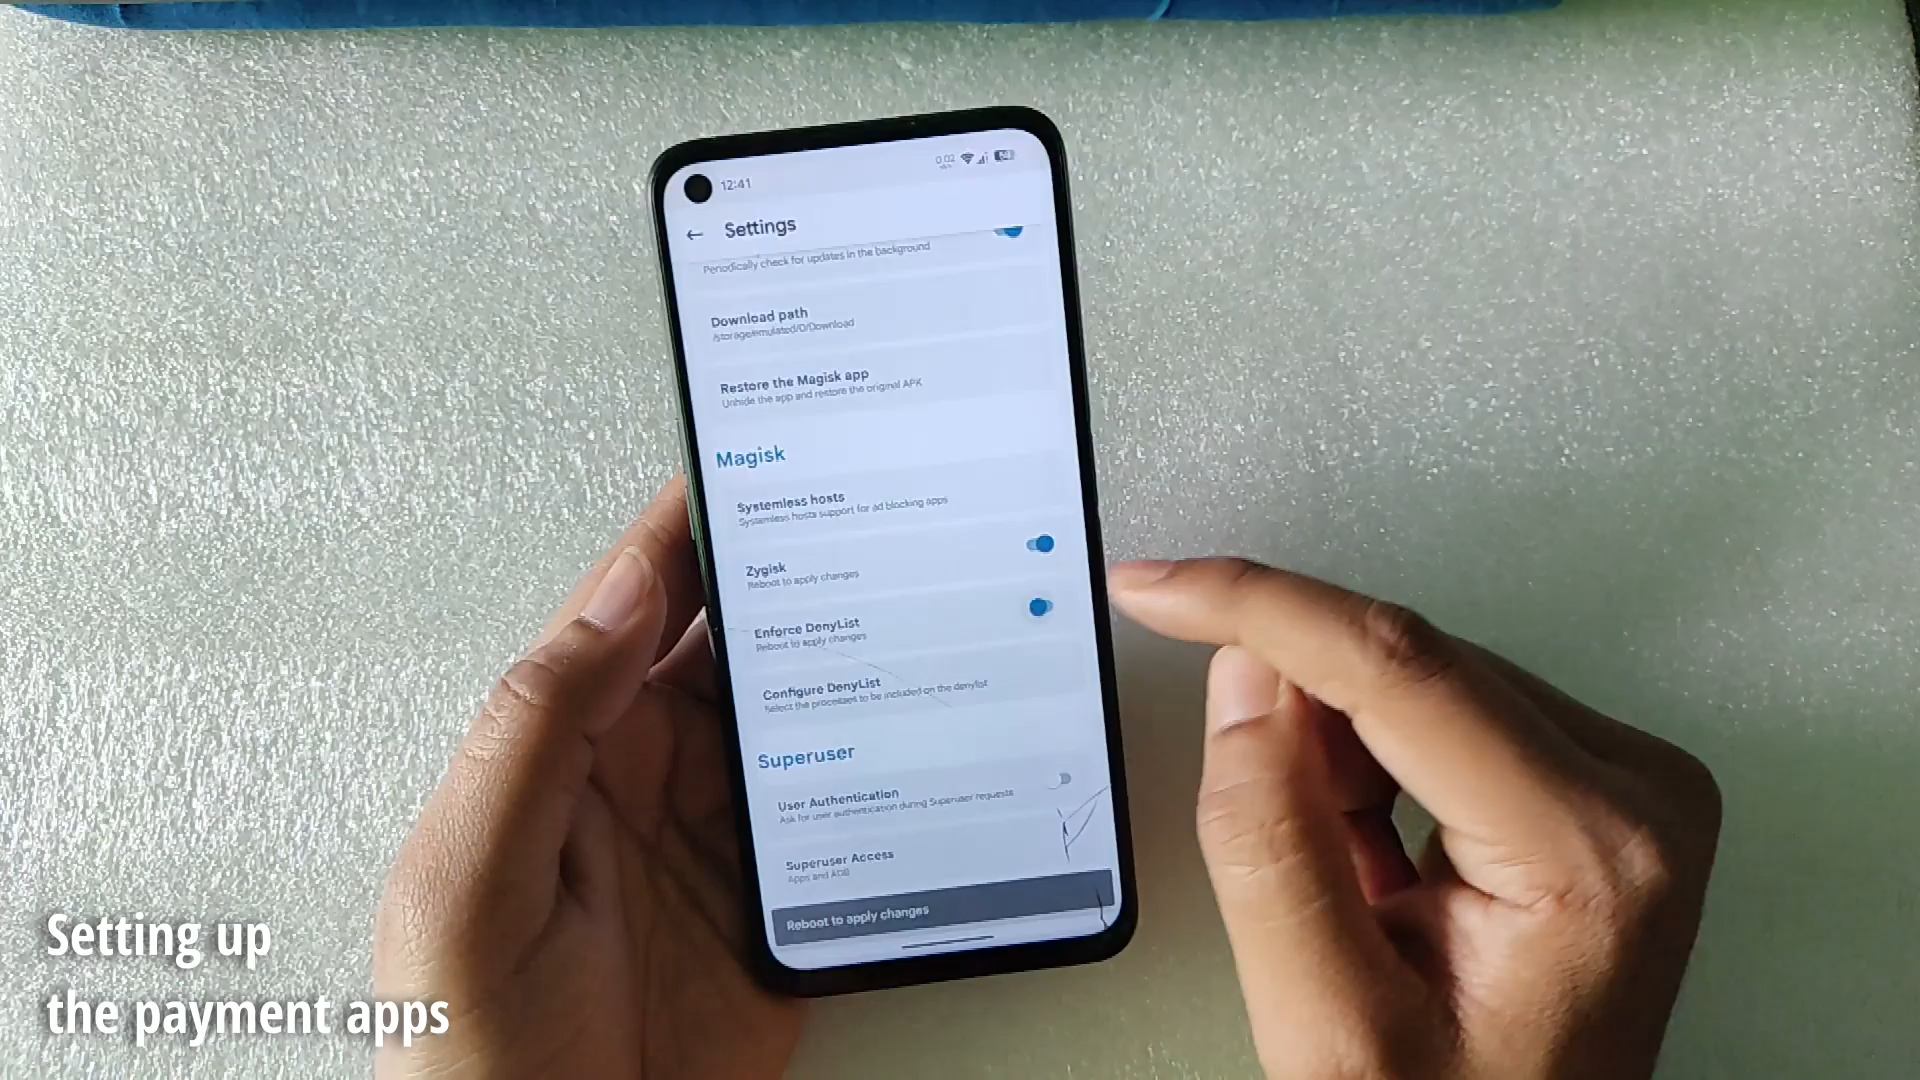 12:41
0.02
Settings
Periodically check for updates in the background
Download path
/storage/emulated/0/Download
Restore the Magisk app
Unhide the app and restore the original APK
Magisk
Systemless hosts
Systemless hosts support for ad blocking apps
Zygisk
Reboot to apply changes
Enforce DenyList
Reboot to apply changes
Configure DenyList
Select the processes to be included on the denylist
Superuser
User Authentication
Ask for user authentication during Superuser requests
Superuser Access
Apps and ADB
Reboot to apply changes
Setting up
the payment apps